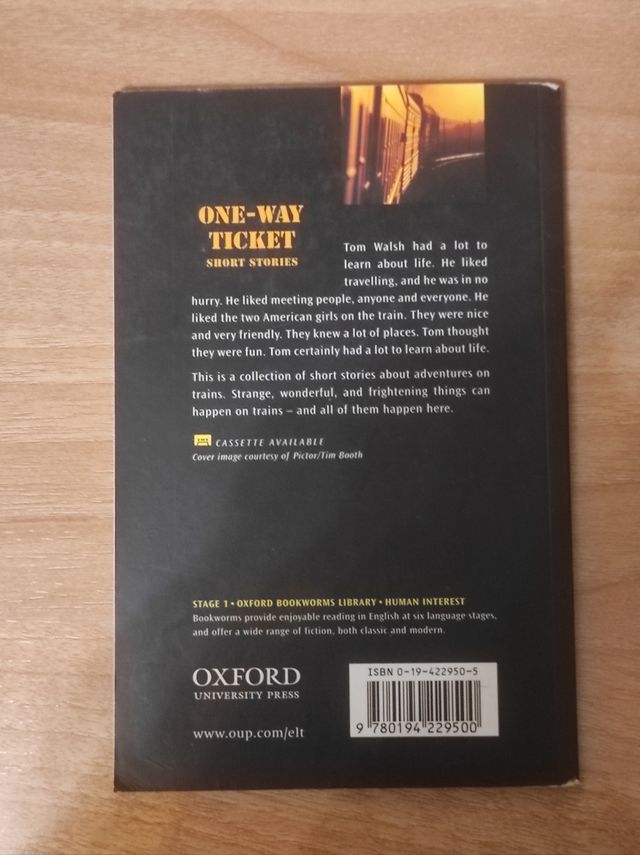 ONE-WAY
TICKET
SHORT STORIES
Tom Walsh had a lot to
learn about life. He liked
travelling, and he was in no
hurry. He liked meeting people, anyone and everyone. He
liked the two American girls on the train. They were nice
and very friendly. They knew a lot of places. Tom thought
they were fun. Tom certainly had a lot to learn about life.
This is a collection of short stories about adventures on
trains. Strange, wonderful, and frightening things can
happen on trains – and all of them happen here.
CASSETTE AVAILABLE
Cover image courtesy of Pictor/Tim Booth
STAGE 1 • OXFORD BOOKWORMS LIBRARY • HUMAN INTEREST
Bookworms provide enjoyable reading in English at six language stages,
and offer a wide range of fiction, both classic and modern.
OXFORD
UNIVERSITY PRESS
www.oup.com/elt
ISBN 0-19-422950-5
9 780194 229500